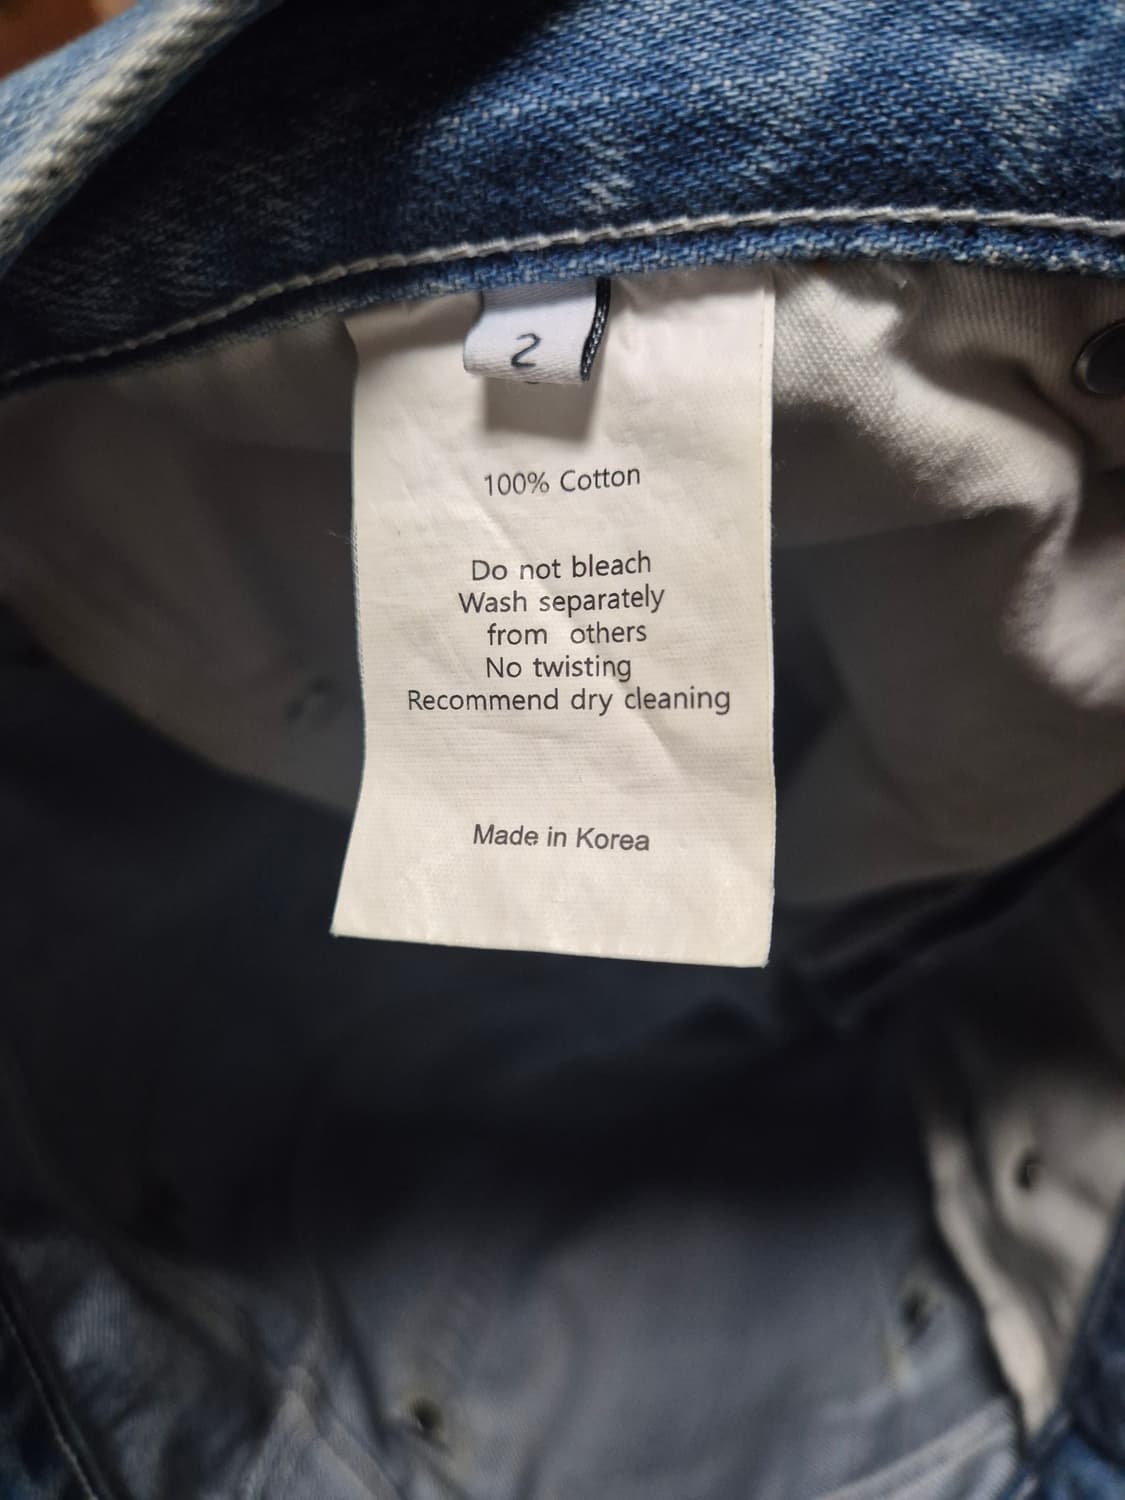 2
100% Cotton
Do not bleach
Wash separately
from others
No twisting
Recommend dry cleaning
Made in Korea